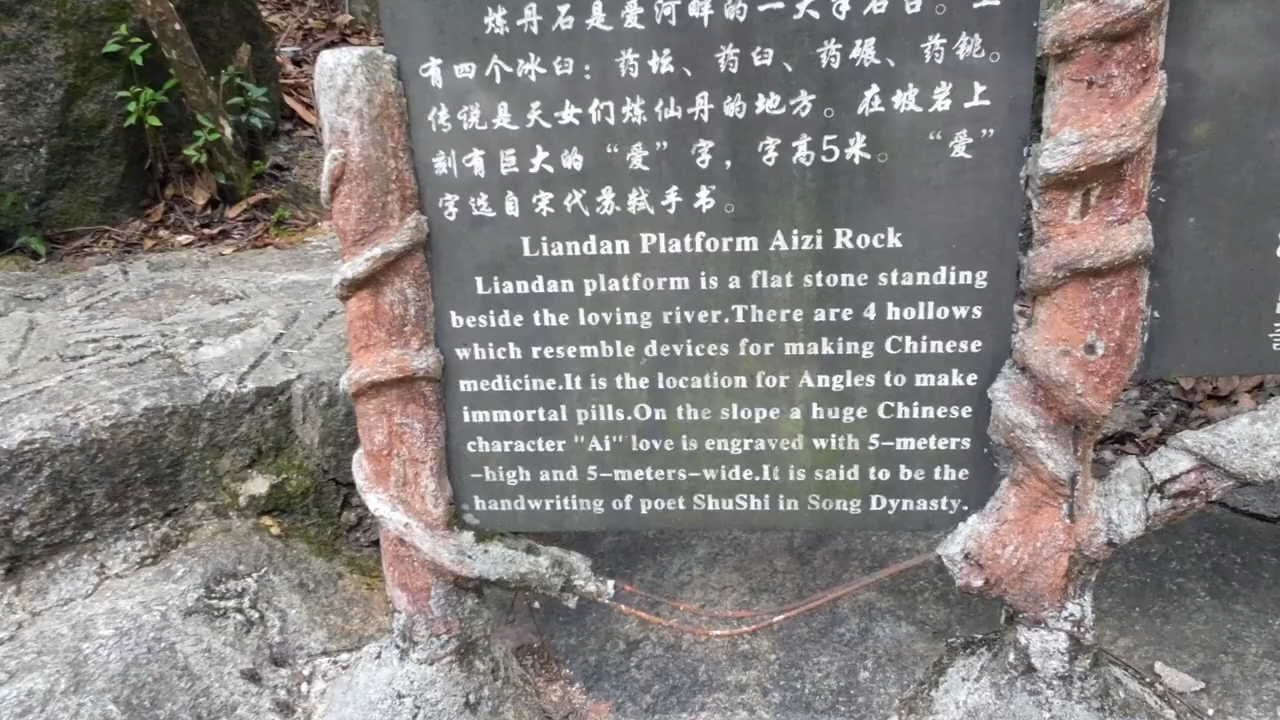 炼丹石是爱河畔的一大平石台。上
有四个冰臼：药坛、药臼、药碾、药铫。
传说是天女们炼仙丹的地方。在坡岩上
刻有巨大的“爱”字，字高5米。“爱”
字选自宋代苏轼手书。
Liandan Platform Aizi Rock
Liandan platform is a flat stone standing
beside the loving river.There are 4 hollows
which resemble devices for making Chinese
medicine.It is the location for Angles to make
immortal pills.On the slope a huge Chinese
character "Ai" love is engraved with 5-meters
-high and 5-meters-wide.It is said to be the
handwriting of poet ShuShi in Song Dynasty.